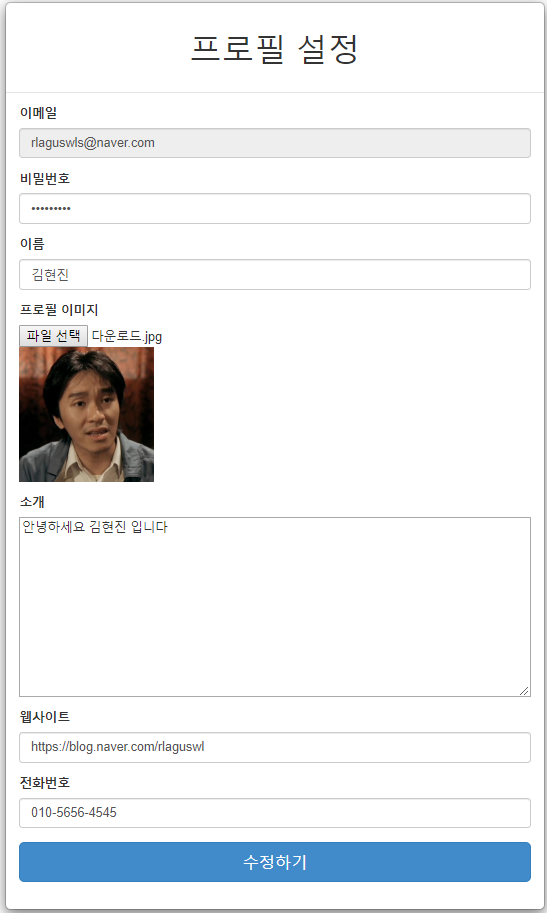 프로필 설정
이메일
rlaguswls@naver.com
비밀번호
•••••••••
이름
김현진
프로필 이미지
파일 선택 다운로드.jpg
소개
안녕하세요 김현진 입니다
웹사이트
https://blog.naver.com/rlaguswl
전화번호
010-5656-4545
수정하기